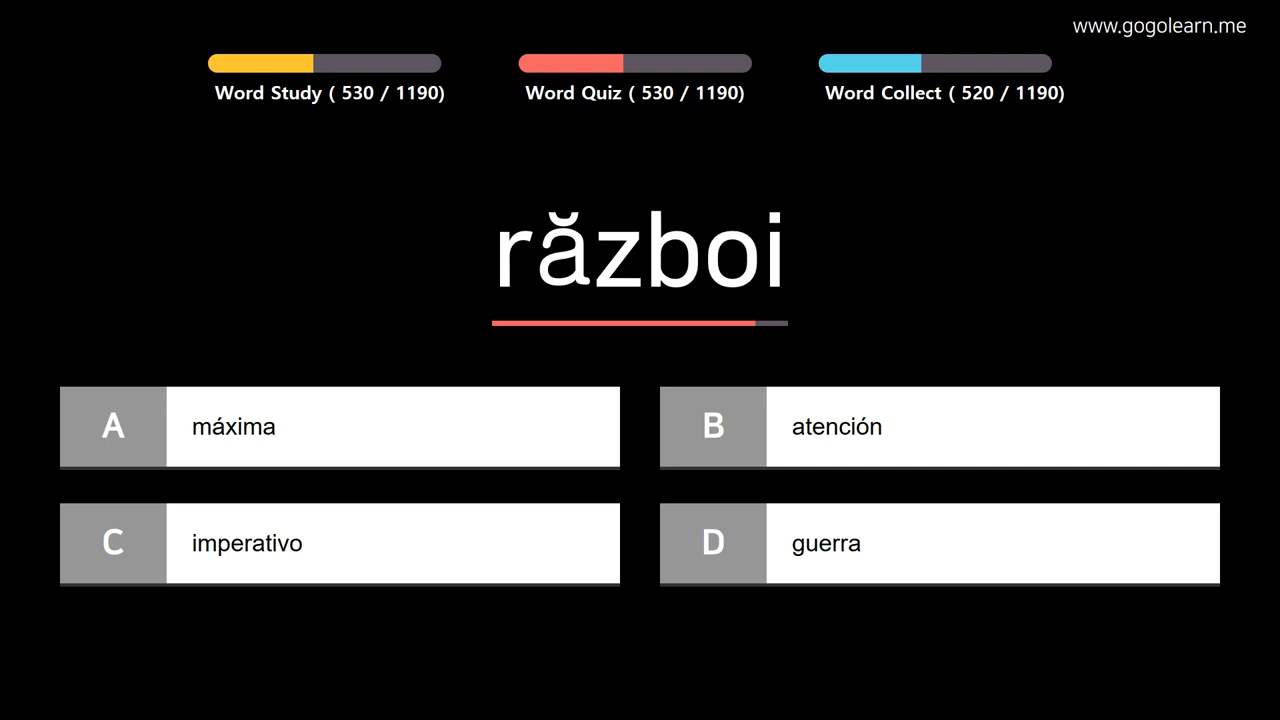 www.gogolearn.me
Word Study ( 530 / 1190)
Word Quiz ( 530 / 1190)
Word Collect ( 520 / 1190)
război
A máxima
B atención
C imperativo
D guerra